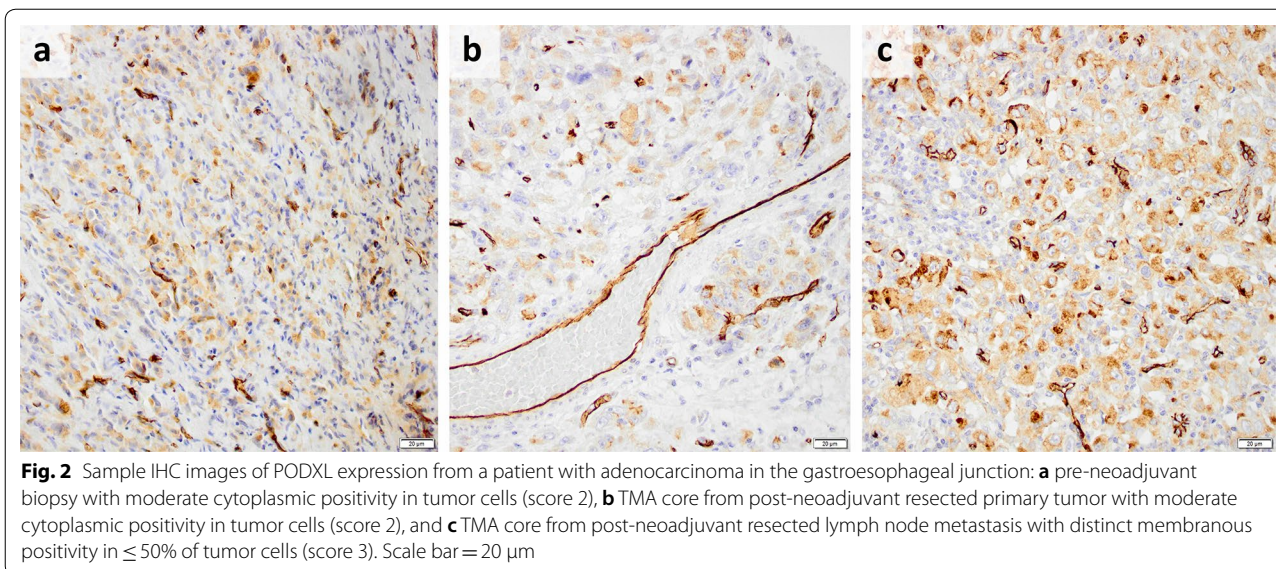 a
b
c
20 µm
20 µm
20 µm
Fig. 2 Sample IHC images of PODXL expression from a patient with adenocarcinoma in the gastroesophageal junction: a pre-neoadjuvant
biopsy with moderate cytoplasmic positivity in tumor cells (score 2), b TMA core from post-neoadjuvant resected primary tumor with moderate
cytoplasmic positivity in tumor cells (score 2), and c TMA core from post-neoadjuvant resected lymph node metastasis with distinct membranous
positivity in ≤ 50% of tumor cells (score 3). Scale bar = 20 µm